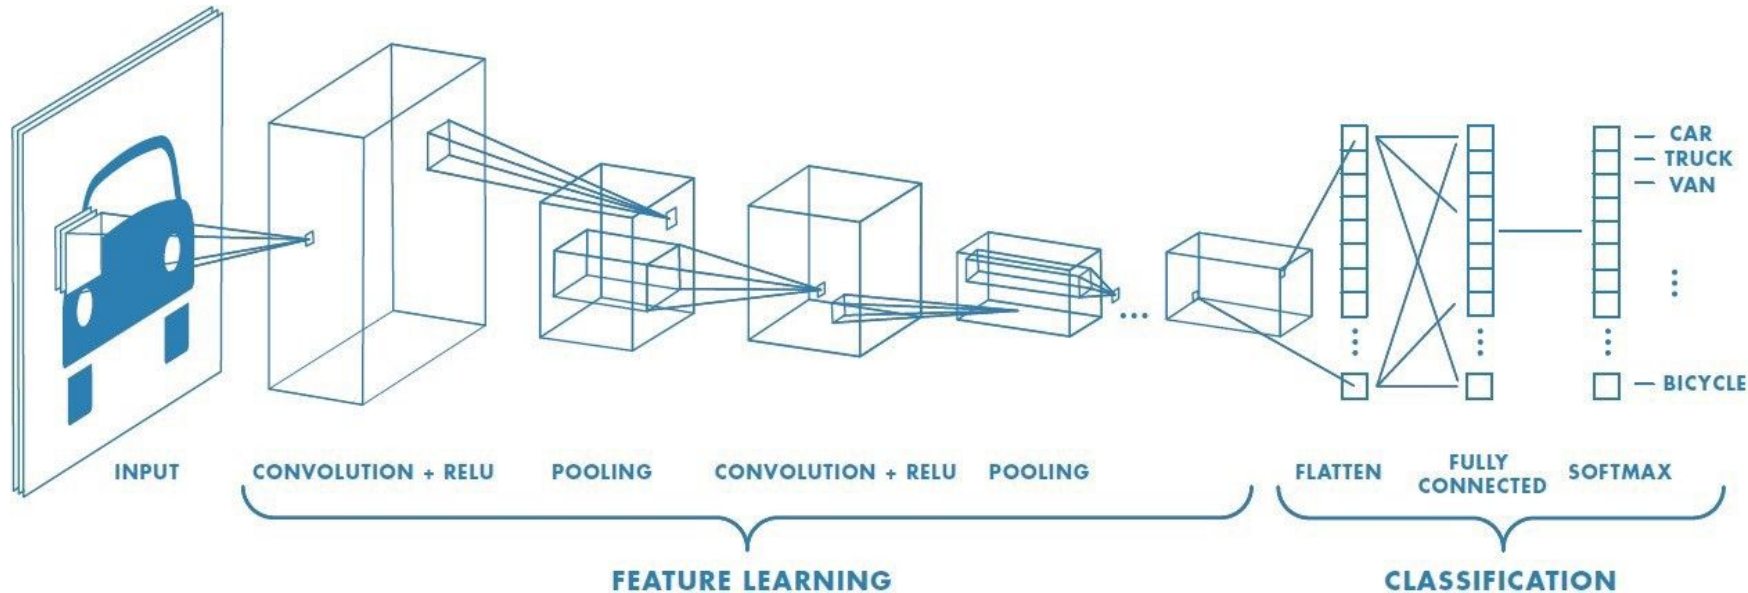 CAR
TRUCK
VAN
BICYCLE
INPUT
CONVOLUTION + RELU
POOLING
CONVOLUTION + RELU
POOLING
FLATTEN
FULLY
CONNECTED
SOFTMAX
FEATURE LEARNING
CLASSIFICATION